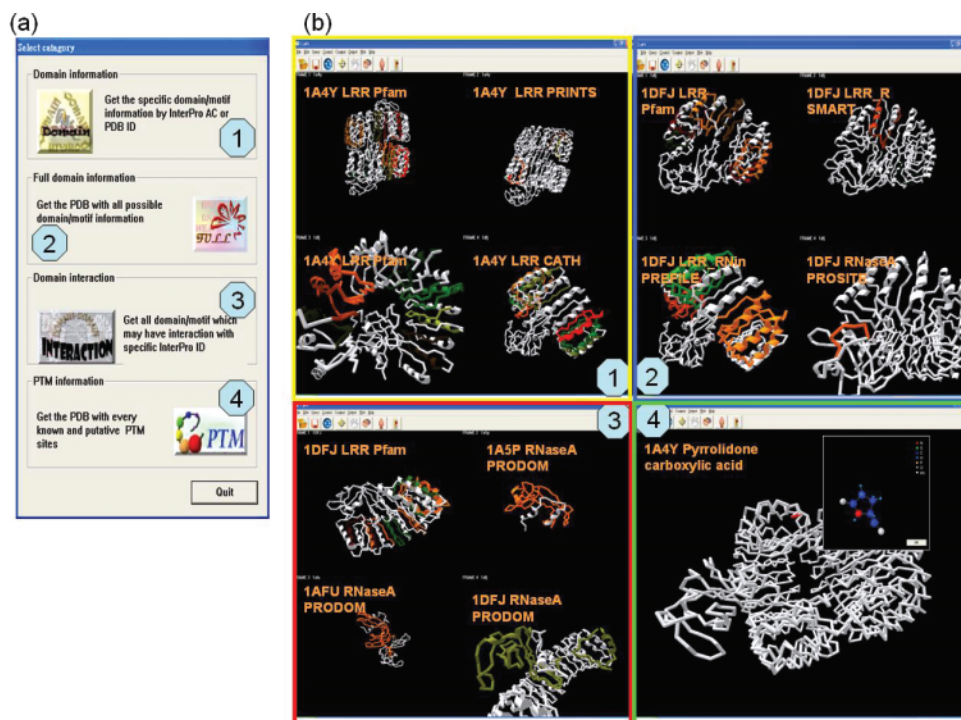 (a)
Select catagory
Domain information
Domain
Get the specific domain/motif
information by InterPro AC or
PDB ID
1
Full domain information
Get the PDB with all possible
domain/motif information
2
FULL
Domain interaction
INTERACTION
Get all domain/motif which
may have interaction with
specific InterPro ID
3
PTM information
Get the PDB with every
known and putative PTM
sites
PTM
4
Quit
(b)
1A4Y LRR Pfam
1A4Y LRR PRINTS
1A4Y LRR Pfam
1A4Y LRR CATH
1
1DFJ LRR
Pfam
1DFJ LRR_R
SMART
1DFJ LRR_RNin
PREFILE
1DFJ RNaseA
PROSITE
2
3
1DFJ LRR Pfam
1A5P RNaseA
PRODOM
1AFU RNaseA
PRODOM
1DFJ RNaseA
PRODOM
4
1A4Y Pyrrolidone
carboxylic acid